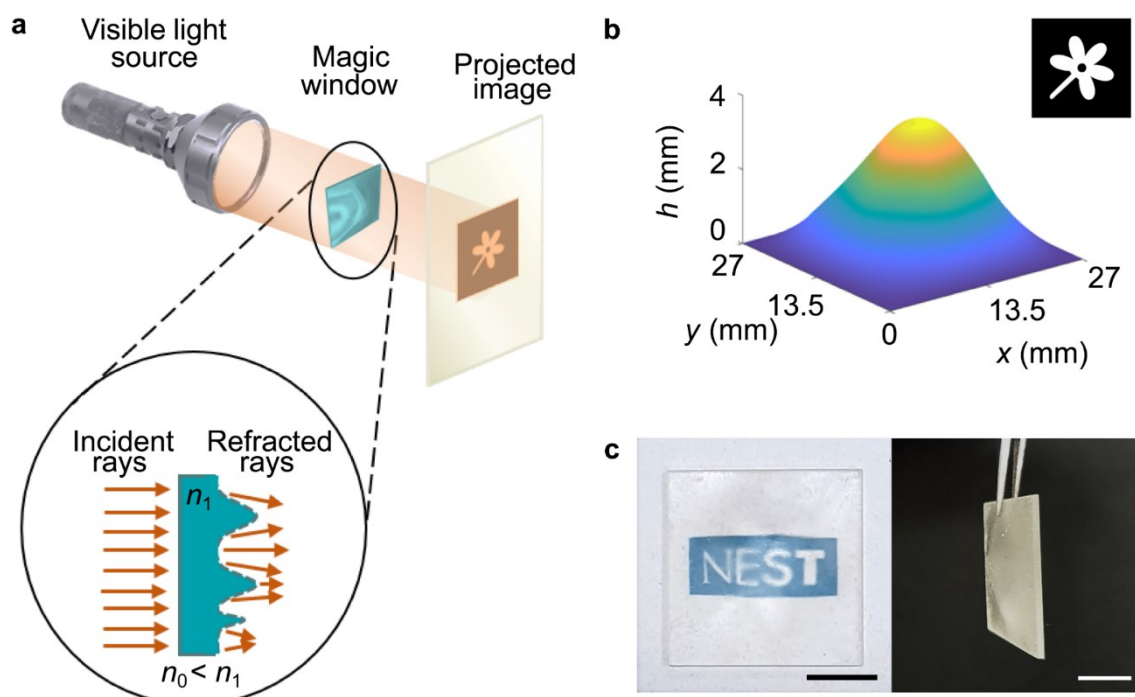 a
Visible light
source
Magic
window
Projected
image
Incident
rays
Refracted
rays
n₁
n₀ < n₁
b
4
2
0
h (mm)
27
13.5
y (mm)
0
13.5
27
x (mm)
c
NEST